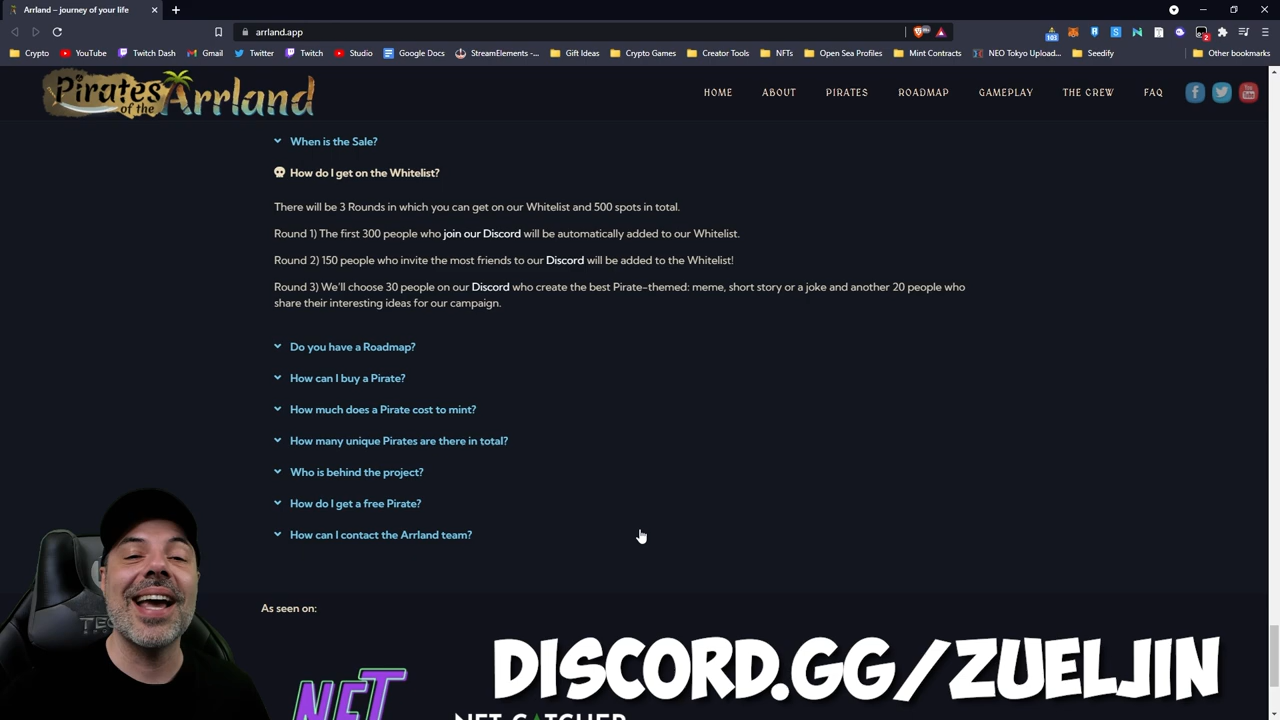 Arrland – journey of your life
arrland.app
Crypto
YouTube
Twitch Dash
Gmail
Twitter
Twitch
Studio
Google Docs
StreamElements -...
Gift Ideas
Crypto Games
Creator Tools
NFTs
Open Sea Profiles
Mint Contracts
NEO Tokyo Upload...
Seedify
Other bookmarks
Pirates
of the
Arrland
HOME
ABOUT
PIRATES
ROADMAP
GAMEPLAY
THE CREW
FAQ
When is the Sale?
How do I get on the Whitelist?
There will be 3 Rounds in which you can get on our Whitelist and 500 spots in total.
Round 1) The first 300 people who join our Discord will be automatically added to our Whitelist.
Round 2) 150 people who invite the most friends to our Discord will be added to the Whitelist!
Round 3) We'll choose 30 people on our Discord who create the best Pirate-themed: meme, short story or a joke and another 20 people who
share their interesting ideas for our campaign.
Do you have a Roadmap?
How can I buy a Pirate?
How much does a Pirate cost to mint?
How many unique Pirates are there in total?
Who is behind the project?
How do I get a free Pirate?
How can I contact the Arrland team?
As seen on:
DISCORD.GG/ZUELJIN
NFT
NFT CATCHER